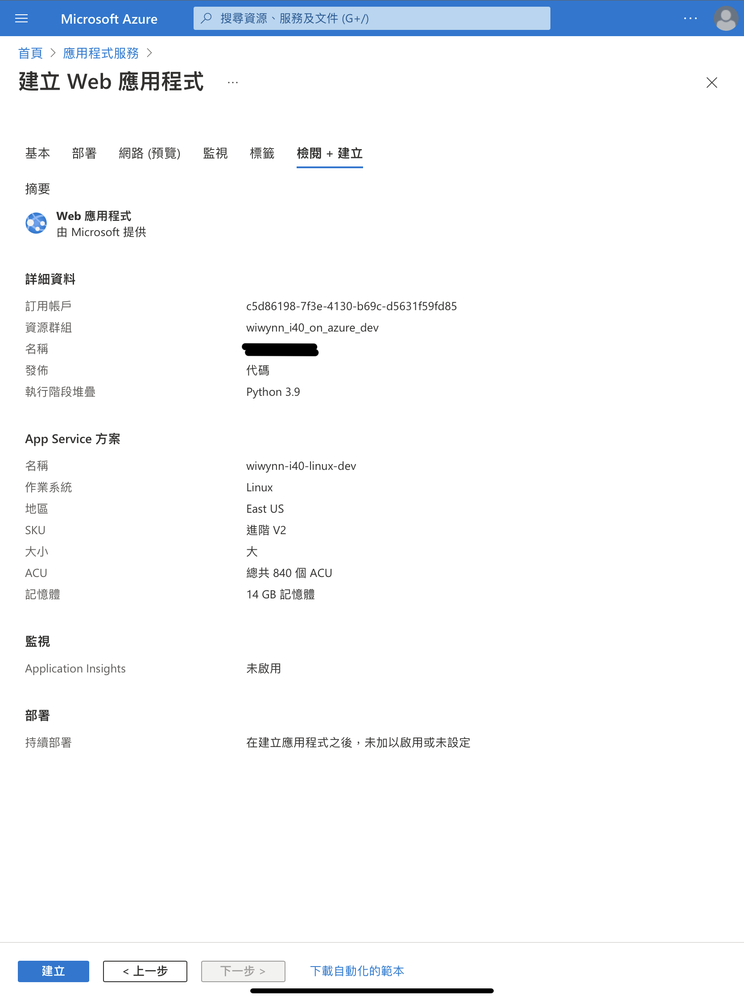 Microsoft Azure
搜尋資源、服務及文件 (G+/)
首頁 > 應用程式服務 >
建立 Web 應用程式 ...
基本 部署 網路 (預覽) 監視 標籤 檢閱 + 建立
摘要
Web 應用程式
由 Microsoft 提供
詳細資料
訂用帳戶 c5d86198-7f3e-4130-b69c-d5631f59fd85
資源群組 wiwynn_i40_on_azure_dev
名稱
發佈 代碼
執行階段堆疊 Python 3.9
App Service 方案
名稱 wiwynn-i40-linux-dev
作業系統 Linux
地區 East US
SKU 進階 V2
大小 大
ACU 總共 840 個 ACU
記憶體 14 GB 記憶體
監視
Application Insights 未啟用
部署
持續部署 在建立應用程式之後，未加以啟用或未設定
建立 < 上一步 下一步 > 下載自動化的範本